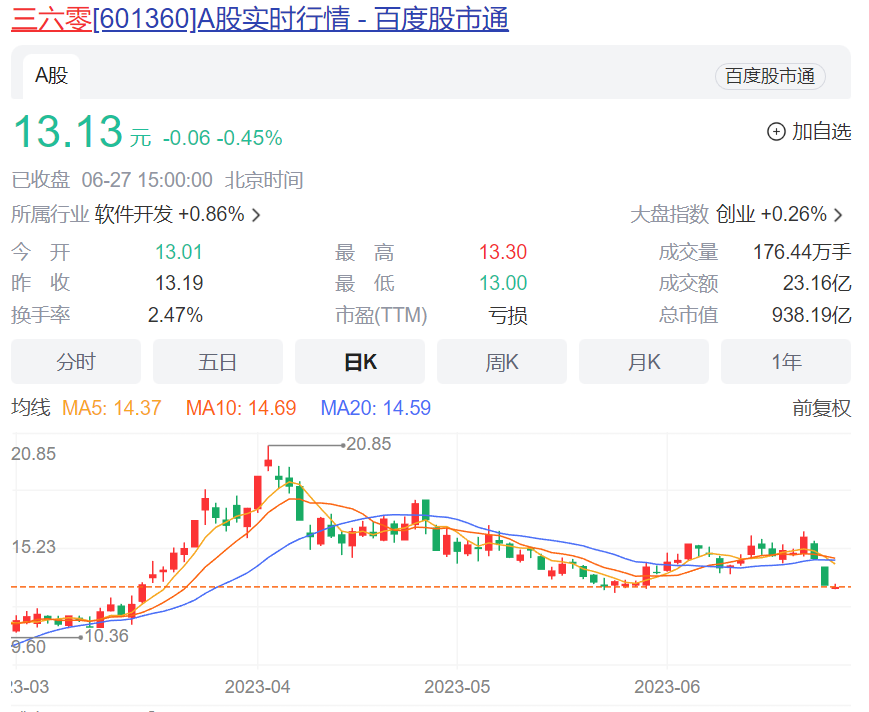 三六零[601360]A股实时行情 - 百度股市通
A股 百度股市通
13.13 元 -0.06 -0.45% 加自选
已收盘 06-27 15:00:00 北京时间
所属行业 软件开发 +0.86% 大盘指数 创业 +0.26%
今开 13.01 最高 13.30 成交量 176.44万手
昨收 13.19 最低 13.00 成交额 23.16亿
换手率 2.47% 市盈(TTM) 亏损 总市值 938.19亿
分时 五日 日K 周K 月K 1年
均线 MA5: 14.37 MA10: 14.69 MA20: 14.59 前复权
20.85 20.85
15.23
10.36
9.60
23-03 2023-04 2023-05 2023-06